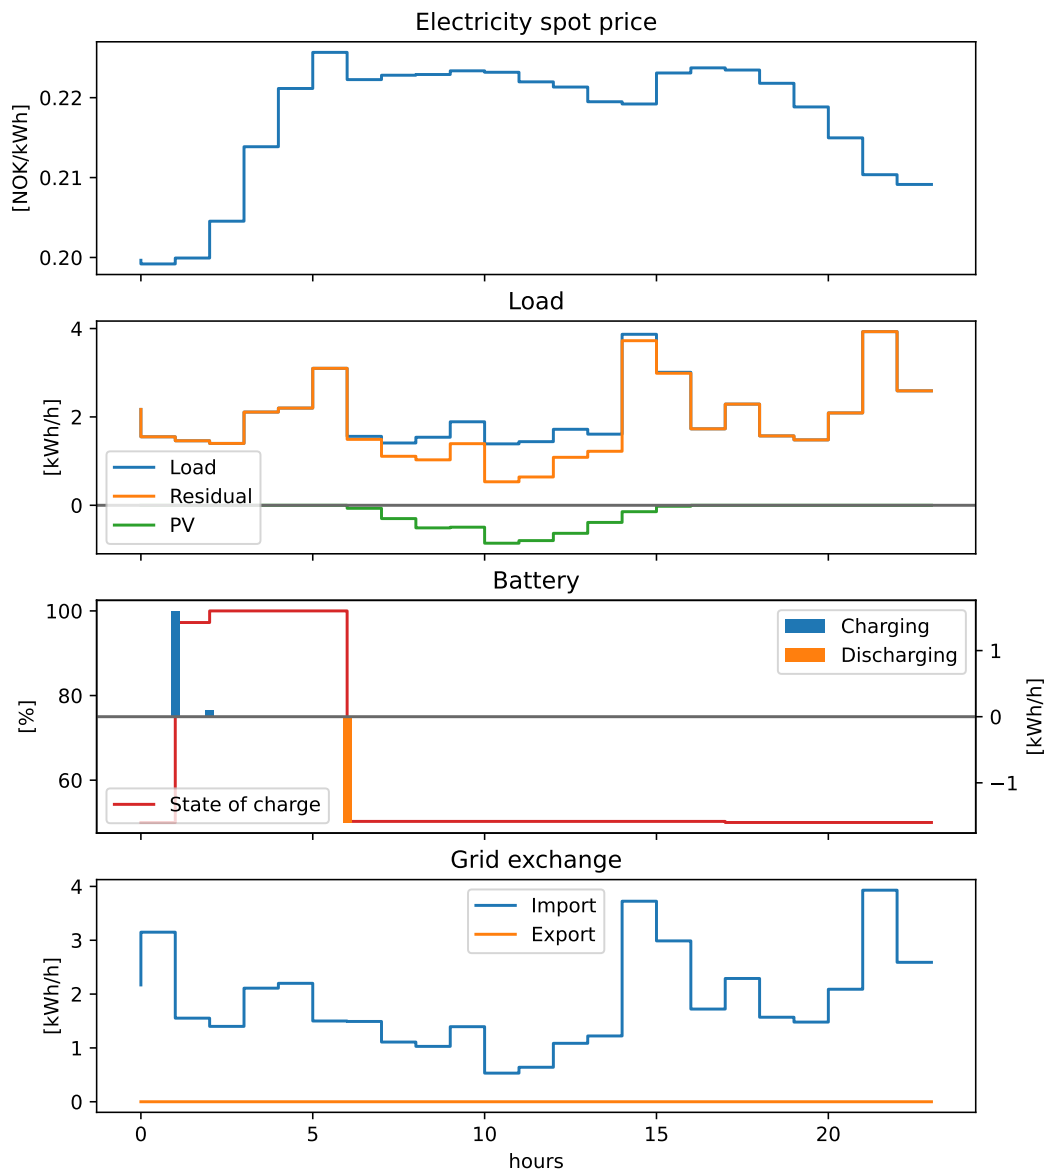 Electricity spot price
[NOK/kWh]
0.22
0.21
0.20
Load
[kWh/h]
4
2
0
Load
Residual
PV
Battery
[%]
100
80
60
Charging
Discharging
State of charge
1
0
−1
[kWh/h]
Grid exchange
[kWh/h]
4
3
2
1
0
Import
Export
0 5 10 15 20
hours